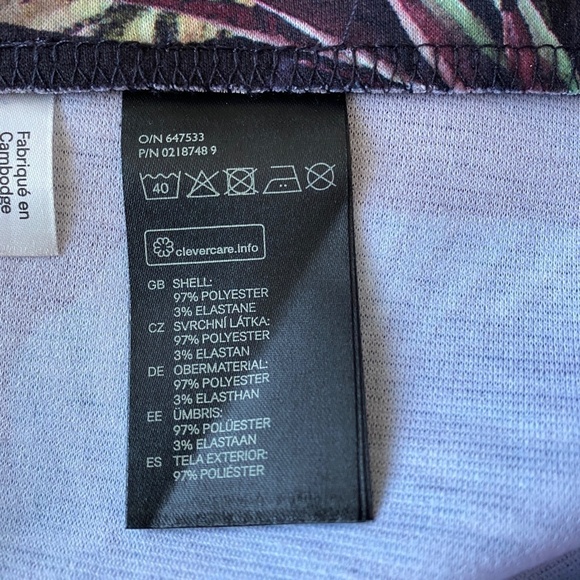 O/N 647533
P/N 0218748 9
40
clevercare.info
GB SHELL:
97% POLYESTER
3% ELASTANE
CZ SVRCHNÍ LÁTKA:
97% POLYESTER
3% ELASTAN
DE OBERMATERIAL:
97% POLYESTER
3% ELASTHAN
EE ÜMBRIS:
97% POLÜESTER
3% ELASTAAN
ES TELA EXTERIOR:
97% POLIÉSTER
Fabriqué en
Cambodge